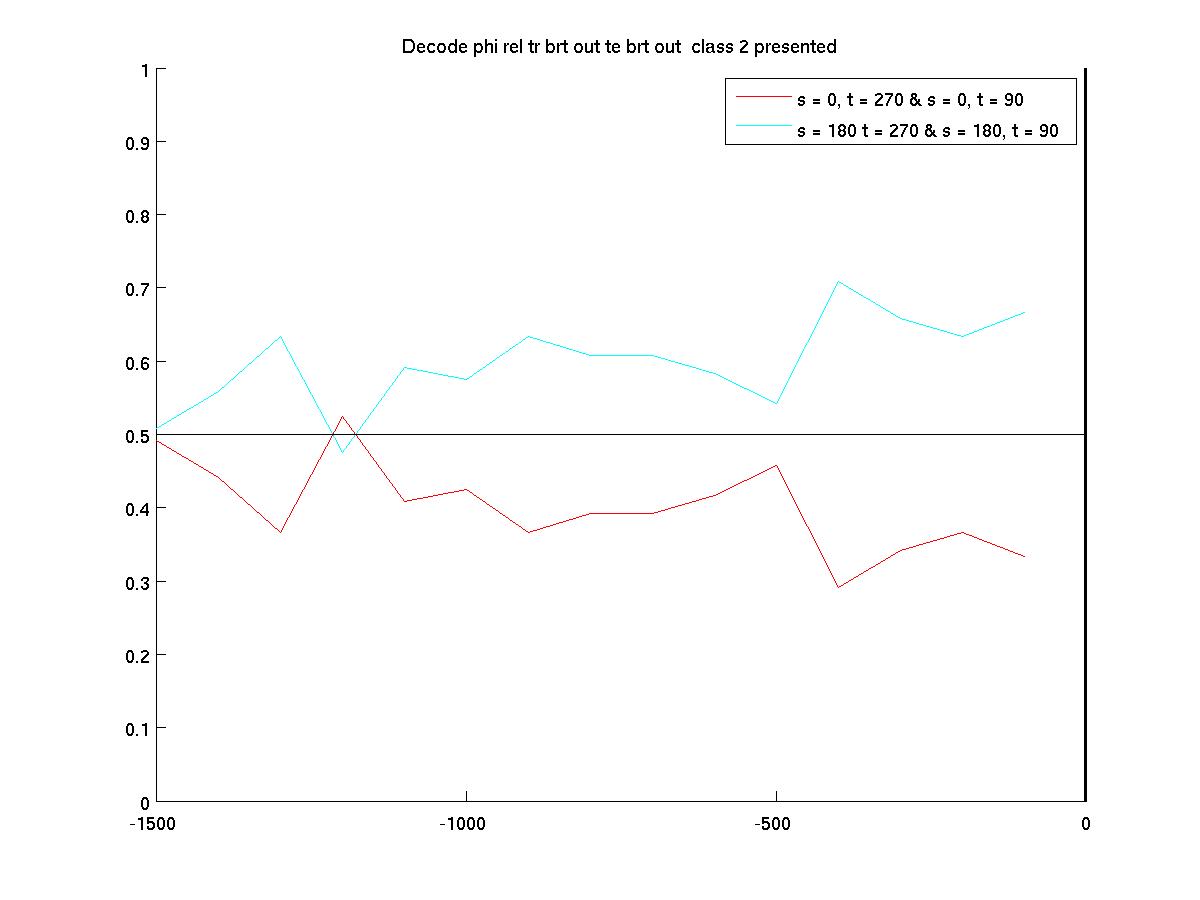 Decode phi rel tr brt out te brt out  class 2 presented
1
s = 0, t = 270 & s = 0, t = 90
s = 180 t = 270 & s = 180, t = 90
0.9
0.8
0.7
0.6
0.5
0.4
0.3
0.2
0.1
0
-1500 -1000 -500 0